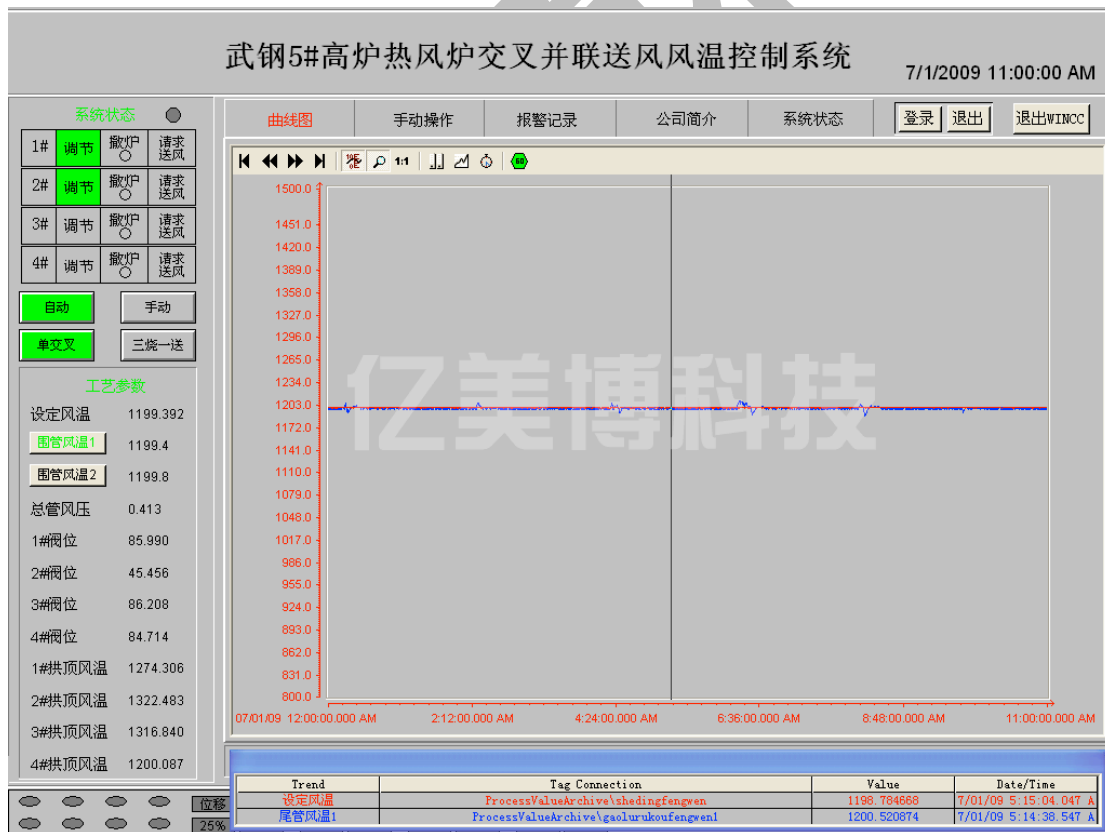 武钢5#高炉热风炉交叉并联送风风温控制系统
7/1/2009 11:00:00 AM
系统状态
曲线图 手动操作 报警记录 公司简介 系统状态 登录 退出 退出WINCC
1# 调节 撤炉 请求送风
2# 调节 撤炉 请求送风
3# 调节 撤炉 请求送风
4# 调节 撤炉 请求送风
自动 手动
单交叉 三烧一送
工艺参数
设定风温 1199.392
围管风温1 1199.4
围管风温2 1199.8
总管风压 0.413
1#阀位 85.990
2#阀位 45.456
3#阀位 86.208
4#阀位 84.714
1#拱顶风温 1274.306
2#拱顶风温 1322.483
3#拱顶风温 1316.840
4#拱顶风温 1200.087
位移
25%
1:1
1500.0
1451.0
1420.0
1389.0
1358.0
1327.0
1296.0
1265.0
1234.0
1203.0
1172.0
1141.0
1110.0
1079.0
1048.0
1017.0
986.0
955.0
924.0
893.0
862.0
831.0
800.0
亿美博科技
07/01/09 12:00:00.000 AM 2:12:00.000 AM 4:24:00.000 AM 6:36:00.000 AM 8:48:00.000 AM 11:00:00.000 AM
Trend Tag Connection Value Date/Time
设定风温 ProcessValueArchive\shedingfengwen 1198.784668 7/01/09 5:15:04.047 A
尾管风温1 ProcessValueArchive\gaolurukoufengwen1 1200.520874 7/01/09 5:14:38.547 A